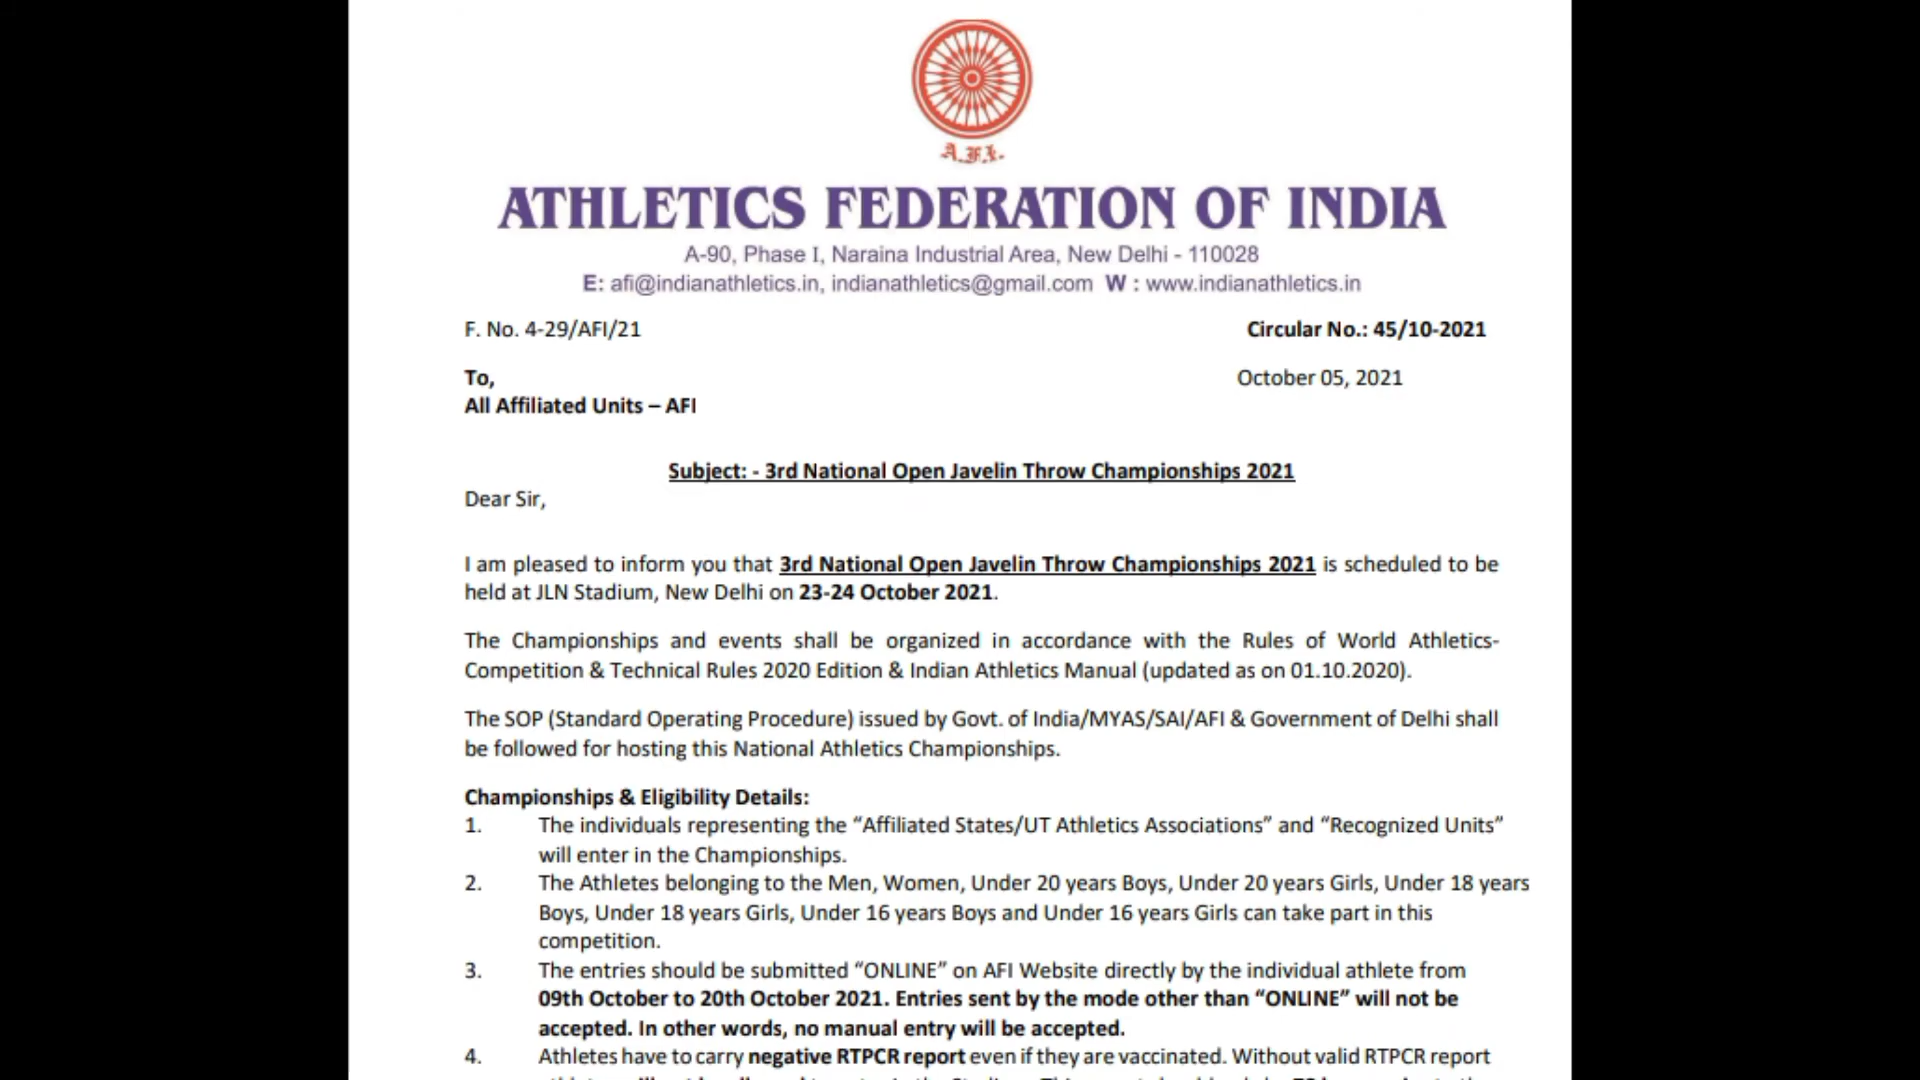 A.F.I.
ATHLETICS FEDERATION OF INDIA
A-90, Phase I, Naraina Industrial Area, New Delhi - 110028
E: afi@indianathletics.in, indianathletics@gmail.com W : www.indianathletics.in
F. No. 4-29/AFI/21 Circular No.: 45/10-2021
To, October 05, 2021
All Affiliated Units – AFI
Subject: - 3rd National Open Javelin Throw Championships 2021
Dear Sir,
I am pleased to inform you that 3rd National Open Javelin Throw Championships 2021 is scheduled to be
held at JLN Stadium, New Delhi on 23-24 October 2021.
The Championships and events shall be organized in accordance with the Rules of World Athletics-
Competition & Technical Rules 2020 Edition & Indian Athletics Manual (updated as on 01.10.2020).
The SOP (Standard Operating Procedure) issued by Govt. of India/MYAS/SAI/AFI & Government of Delhi shall
be followed for hosting this National Athletics Championships.
Championships & Eligibility Details:
1. The individuals representing the “Affiliated States/UT Athletics Associations” and “Recognized Units”
will enter in the Championships.
2. The Athletes belonging to the Men, Women, Under 20 years Boys, Under 20 years Girls, Under 18 years
Boys, Under 18 years Girls, Under 16 years Boys and Under 16 years Girls can take part in this
competition.
3. The entries should be submitted “ONLINE” on AFI Website directly by the individual athlete from
09th October to 20th October 2021. Entries sent by the mode other than “ONLINE” will not be
accepted. In other words, no manual entry will be accepted.
4. Athletes have to carry negative RTPCR report even if they are vaccinated. Without valid RTPCR report